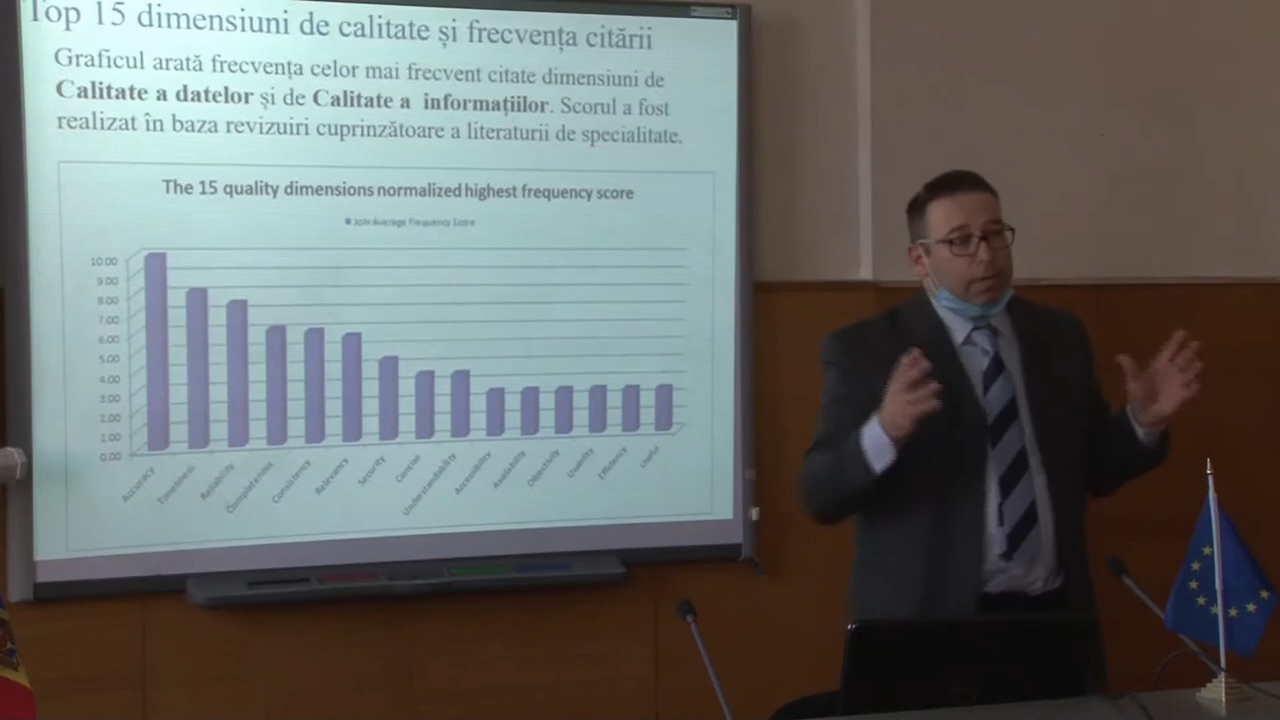 Top 15 dimensiuni de calitate și frecvența citării
Graficul arată frecvența celor mai frecvent citate dimensiuni de
Calitate a datelor și de Calitate a informațiilor. Scorul a fost
realizat în baza revizuiri cuprinzătoare a literaturii de specialitate.
The 15 quality dimensions normalized highest frequency score
Join Average Frequency Score
10.00
9.00
8.00
7.00
6.00
5.00
4.00
3.00
2.00
1.00
0.00
Accuracy
Timeliness
Reliability
Completeness
Consistency
Relevancy
Security
Concise
Understandability
Accessibility
Availability
Objectivity
Usability
Efficiency
Useful